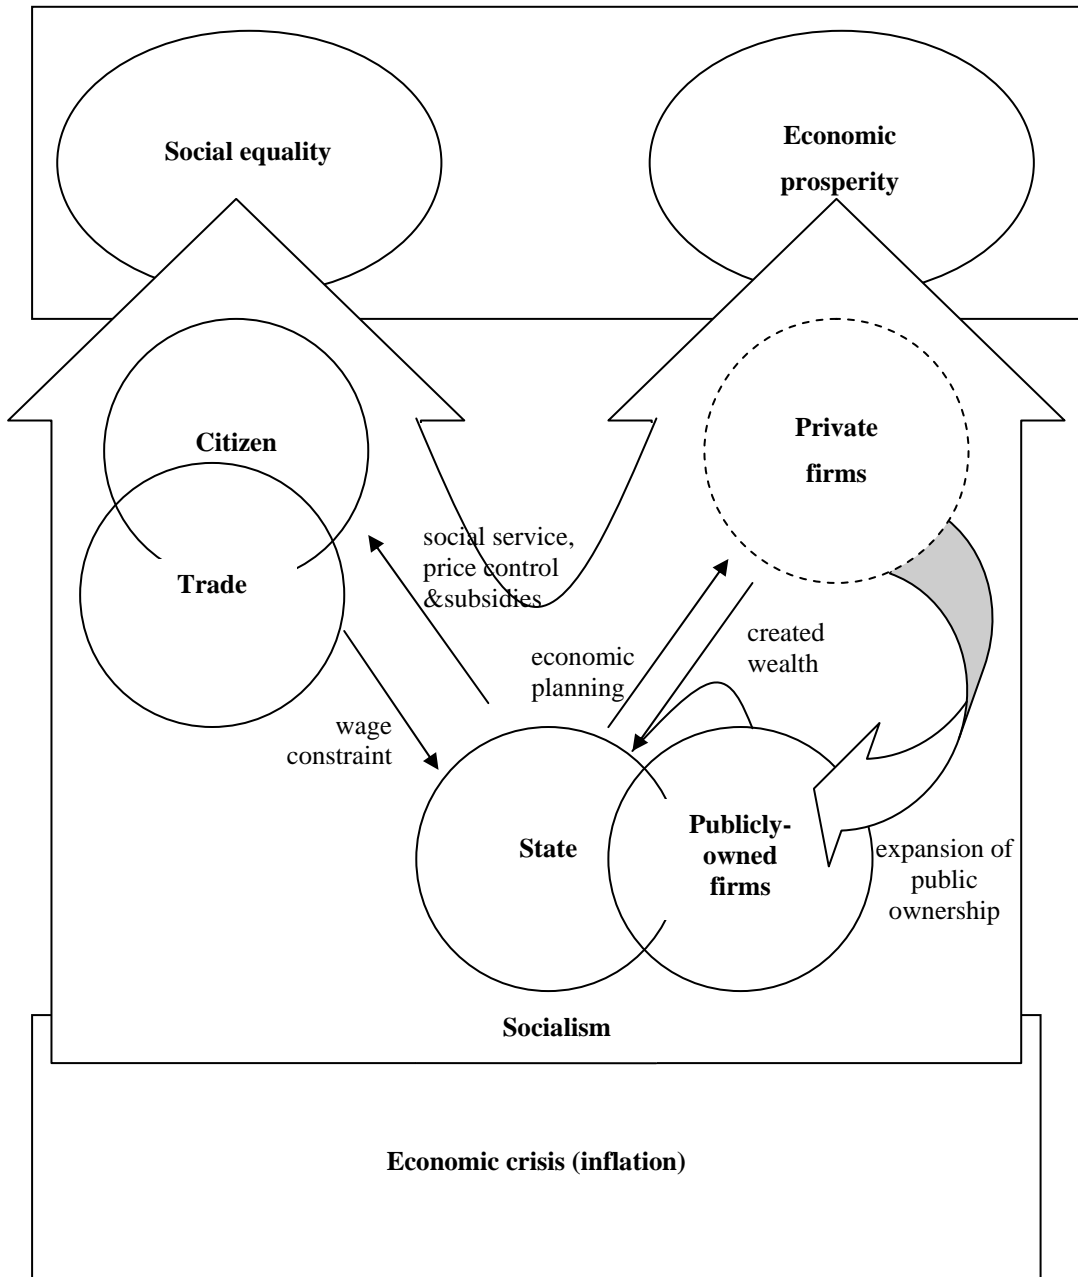 Social equality
Economic
prosperity
Citizen
Private
firms
social service,
price control
&subsidies
Trade
created
wealth
economic
planning
wage
constraint
State
Publicly-
owned
firms
expansion of
public
ownership
Socialism
Economic crisis (inflation)